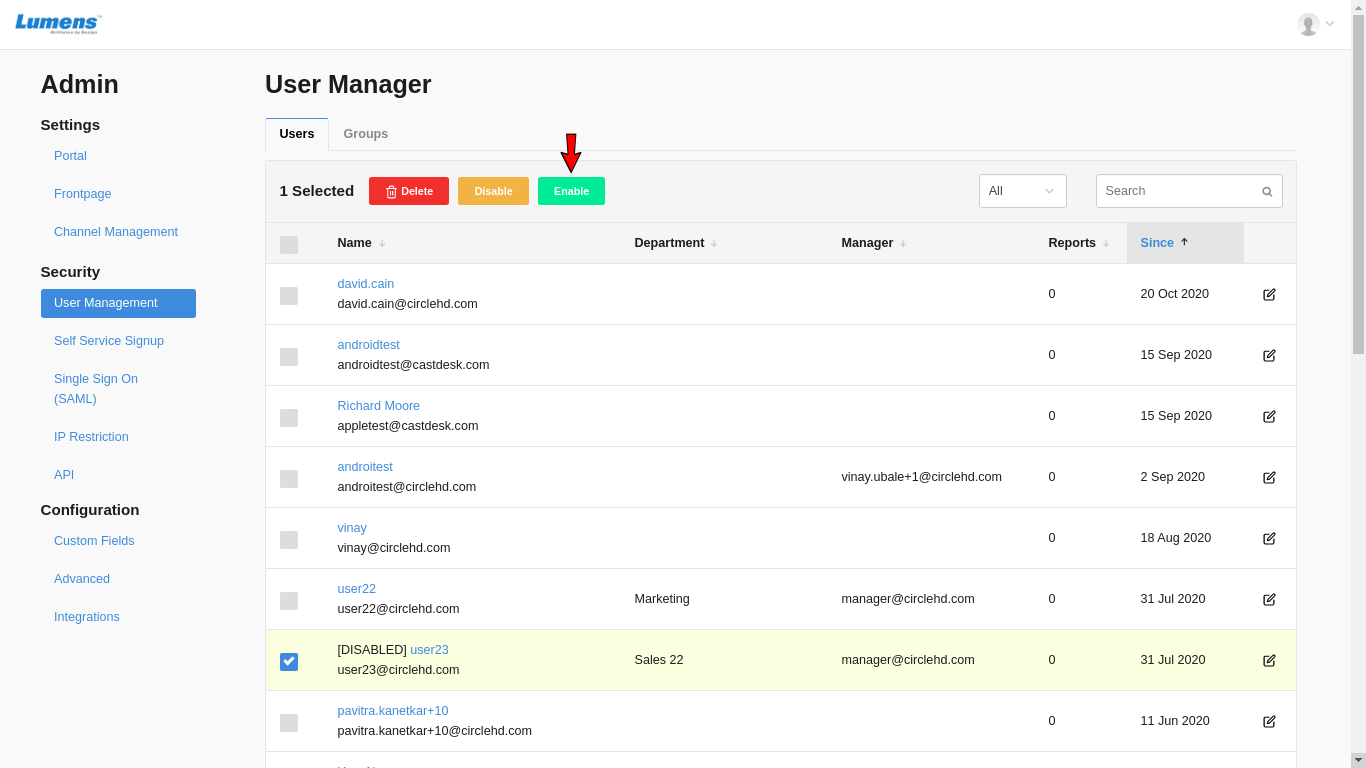 Lumens
Brilliance by Design
Admin
Settings
Portal
Frontpage
Channel Management
Security
User Management
Self Service Signup
Single Sign On
(SAML)
IP Restriction
API
Configuration
Custom Fields
Advanced
Integrations
User Manager
Users Groups
1 Selected Delete Disable Enable All Search
Name Department Manager Reports Since
david.cain
david.cain@circlehd.com
0 20 Oct 2020
androidtest
androidtest@castdesk.com
0 15 Sep 2020
Richard Moore
appletest@castdesk.com
0 15 Sep 2020
androitest
androitest@circlehd.com
vinay.ubale+1@circlehd.com 0 2 Sep 2020
vinay
vinay@circlehd.com
0 18 Aug 2020
user22
user22@circlehd.com
Marketing manager@circlehd.com 0 31 Jul 2020
[DISABLED] user23
user23@circlehd.com
Sales 22 manager@circlehd.com 0 31 Jul 2020
pavitra.kanetkar+10
pavitra.kanetkar+10@circlehd.com
0 11 Jun 2020